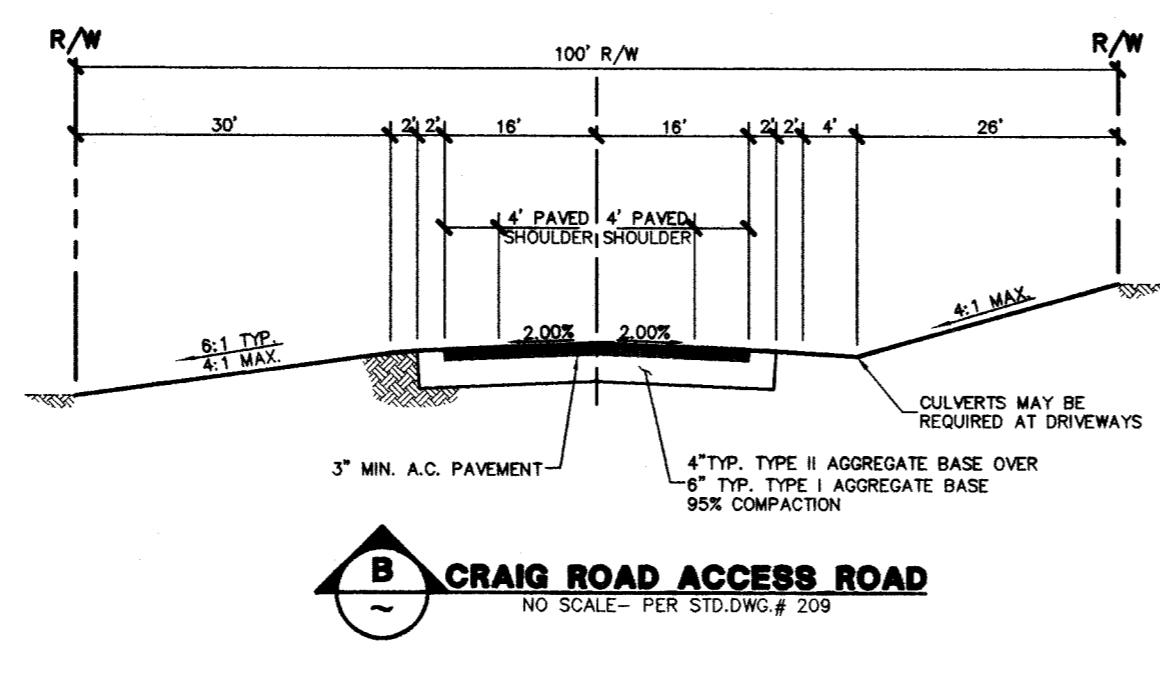 R/W
R/W
100' R/W
30'
2'
2'
16'
16'
2'
2'
4'
26'
4' PAVED
SHOULDER
4' PAVED
SHOULDER
6:1 TYP.
4:1 MAX.
2.00%
2.00%
4:1 MAX.
CULVERTS MAY BE
REQUIRED AT DRIVEWAYS
3" MIN. A.C. PAVEMENT
4"TYP. TYPE II AGGREGATE BASE OVER
6" TYP. TYPE I AGGREGATE BASE
95% COMPACTION
B
~
CRAIG ROAD ACCESS ROAD
NO SCALE- PER STD.DWG.# 209